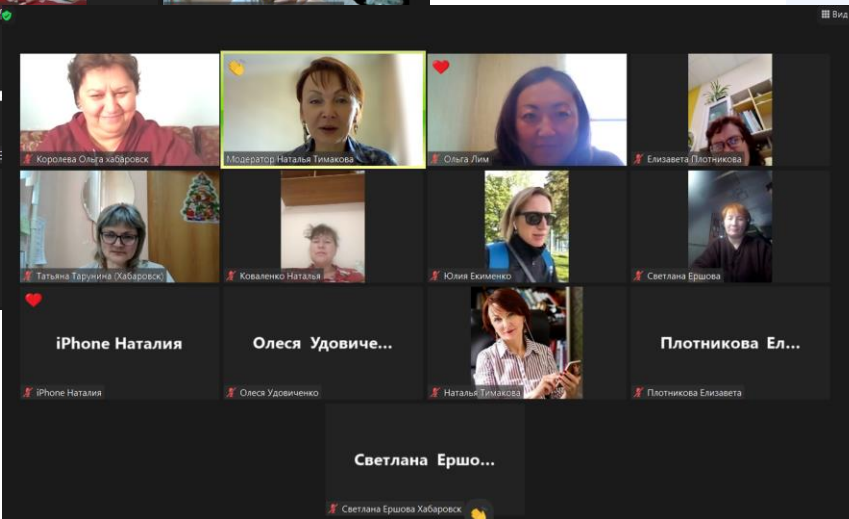 Вид
Королева Ольга хабаровск
Модератор Наталья Тимакова
Ольга Лим
Елизавета Плотникова
Татьяна Тарунина (Хабаровск)
Коваленко Наталья
Юлия Екименко
Светлана Ершова
iPhone Наталия
Олеся Удовиче...
Плотникова Ел...
iPhone Наталия
Олеся Удовиченко
Наталья Тимакова
Плотникова Елизавета
Светлана Ершо...
Светлана Ершова Хабаровск